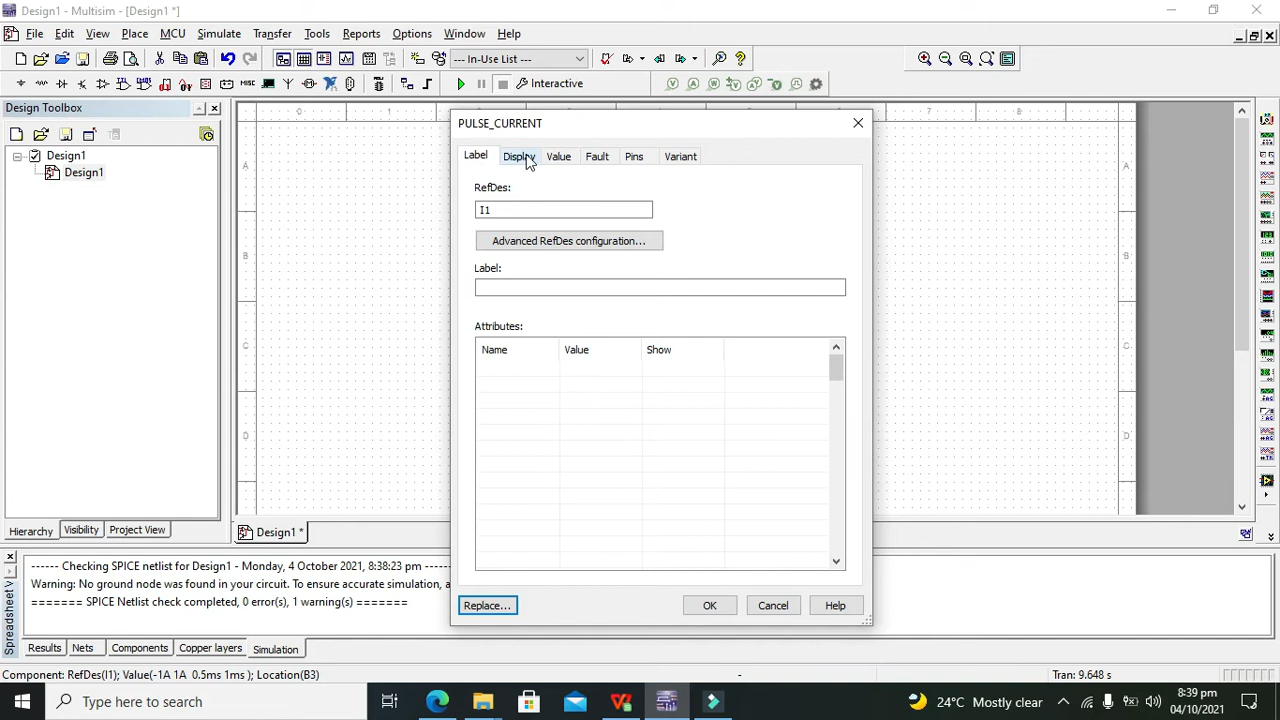 Design1 - Multisim - [Design1 *]
File Edit View Place MCU Simulate Transfer Tools Reports Options Window Help
--- In-Use List ---
Interactive
Design Toolbox
Design1
Design1
Hierarchy Visibility Project View
0 1 7 8
A A
B B
C C
D D
Design1 *
PULSE_CURRENT
Label Display Value Fault Pins Variant
RefDes:
I1
Advanced RefDes configuration...
Label:
Attributes:
Name Value Show
Replace... OK Cancel Help
------ Checking SPICE netlist for Design1 - Monday, 4 October 2021, 8:38:23 pm ------
Warning: No ground node was found in your circuit. To ensure accurate simulation, a
======= SPICE Netlist check completed, 0 error(s), 1 warning(s) =======
Spreadsheet V
Results Nets Components Copper layers Simulation
Component: RefDes(I1); Value(-1A 1A 0.5ms 1ms ); Location(B3) - Tran: 9.648 s
Type here to search
24°C Mostly clear
8:39 pm
04/10/2021